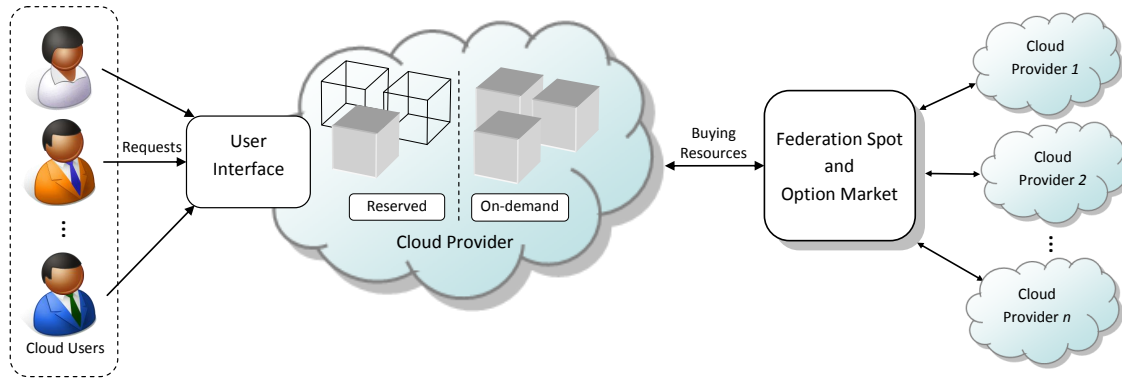 Cloud Users
Requests
User
Interface
Reserved
On-demand
Cloud Provider
Buying
Resources
Federation Spot
and
Option Market
Cloud
Provider 1
Cloud
Provider 2
Cloud
Provider n